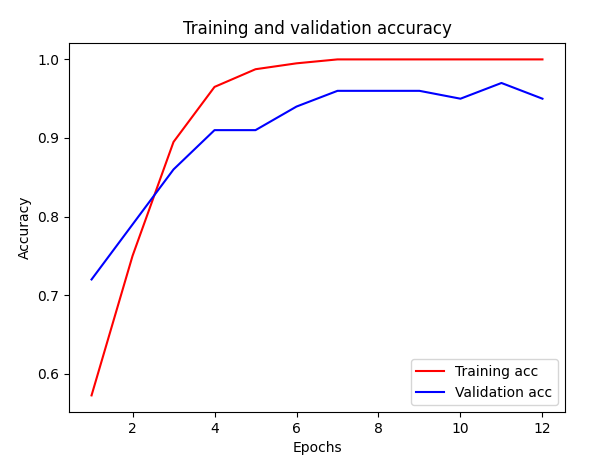 Training and validation accuracy
1.0
0.9
0.8
0.7
0.6
Accuracy
Training acc
Validation acc
2 4 6 8 10 12
Epochs